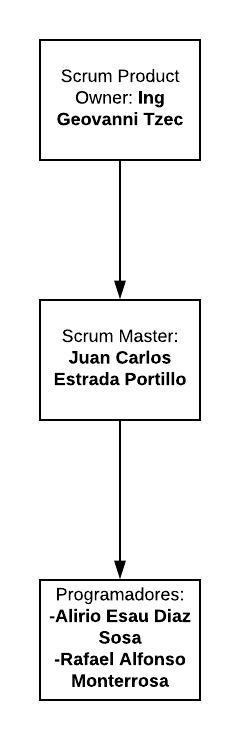 Scrum Product
Owner: Ing
Geovanni Tzec
Scrum Master:
Juan Carlos
Estrada Portillo
Programadores:
-Alirio Esau Diaz
Sosa
-Rafael Alfonso
Monterrosa